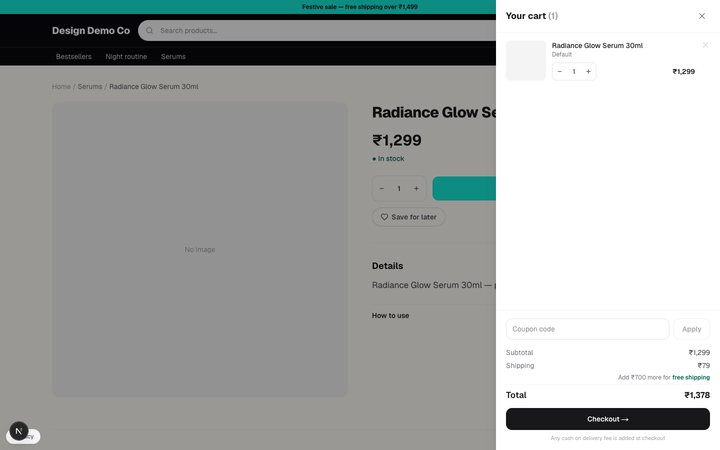 Festive sale — free shipping over ₹1,499
Design Demo Co
Search products...
Bestsellers
Night routine
Serums
Home / Serums / Radiance Glow Serum 30ml
No image
Radiance Glow Se
₹1,299
● In stock
− 1 +
Save for later
Details
Radiance Glow Serum 30ml —
How to use
N
Your cart (1)
Radiance Glow Serum 30ml
Default
− 1 +
₹1,299
Coupon code
Apply
Subtotal ₹1,299
Shipping ₹79
Add ₹700 more for free shipping
Total ₹1,378
Checkout →
Any cash on delivery fee is added at checkout